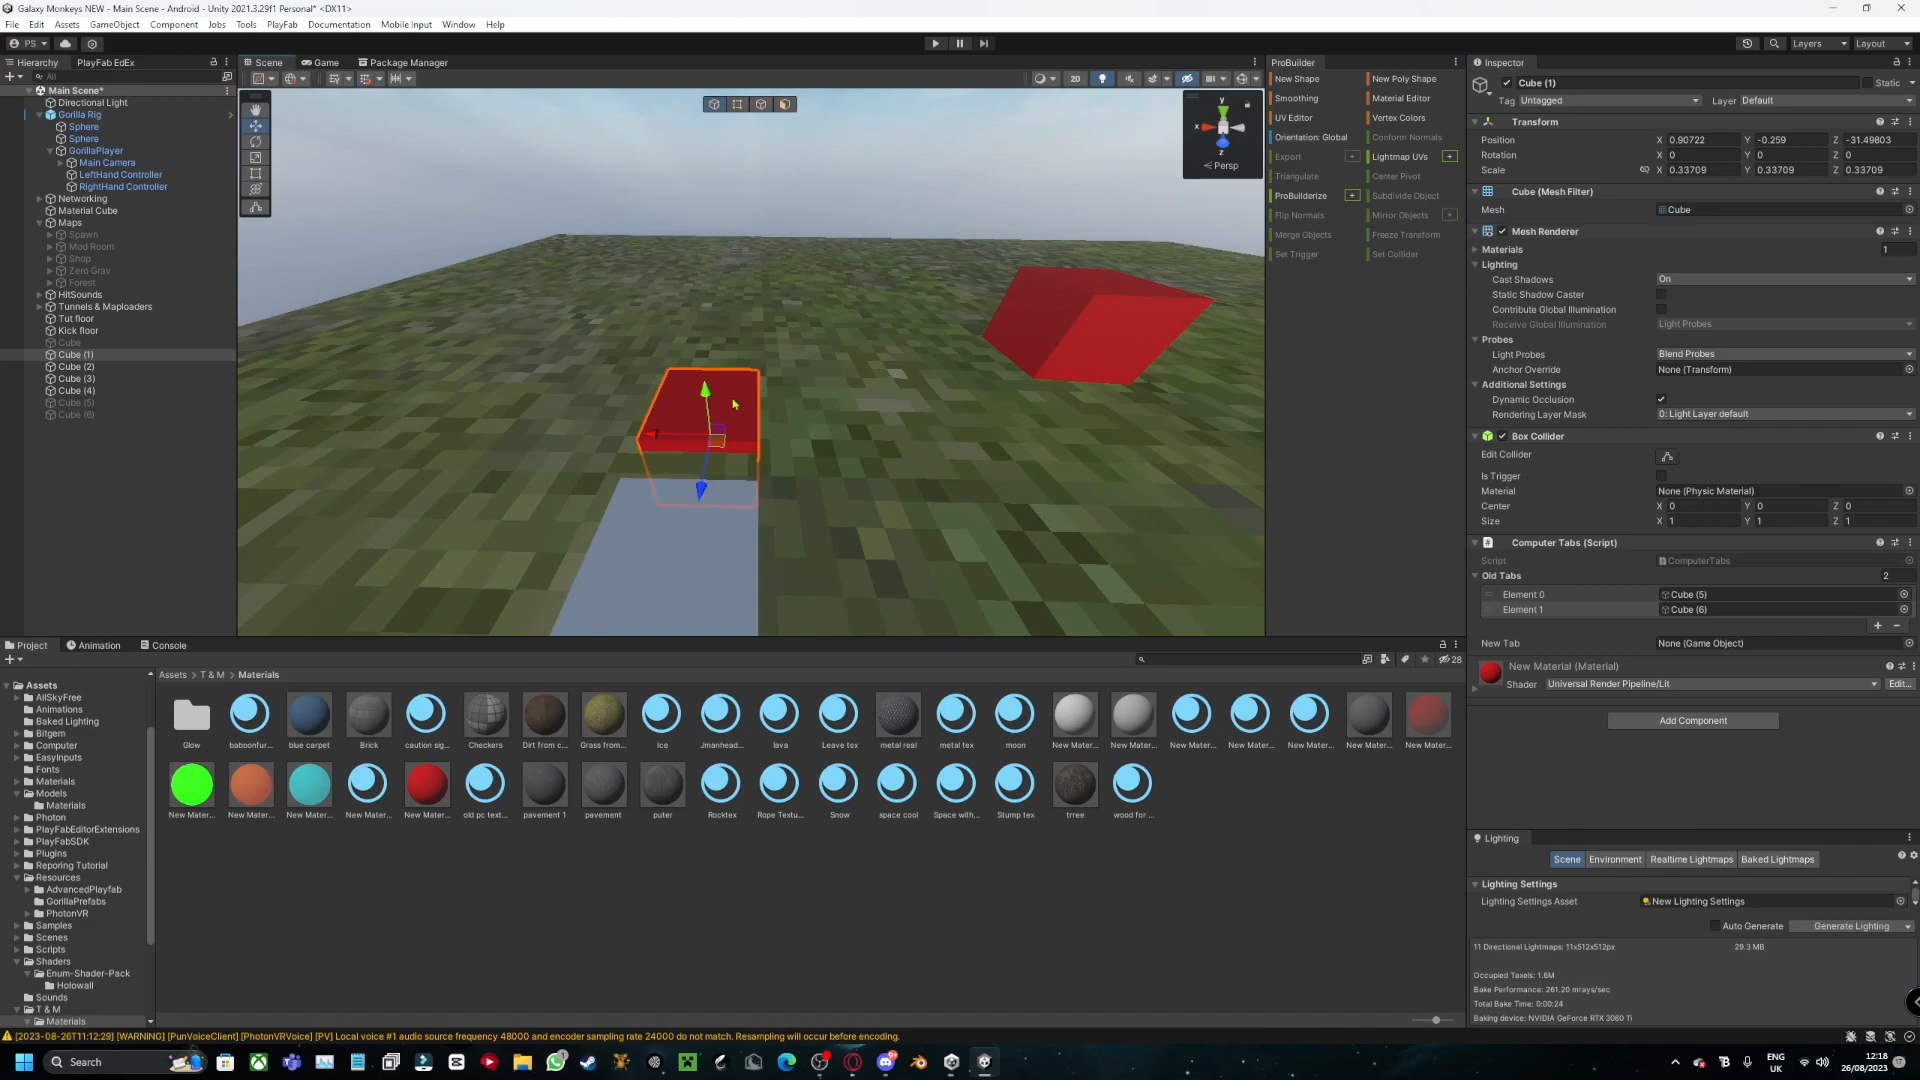 Galaxy Monkeys NEW - Main Scene - Android - Unity 2021.3.29f1 Personal* <DX11>
File Edit Assets GameObject Component Jobs Tools PlayFab Documentation Mobile Input Window Help
PS Layers Layout
Hierarchy PlayFab EdEx
All
Main Scene*
Directional Light
Gorilla Rig
Sphere
Sphere
GorillaPlayer
Main Camera
LeftHand Controller
RightHand Controller
Networking
Material Cube
Maps
Spawn
Mod Room
Shop
Zero Grav
Forest
HitSounds
Tunnels & Maploaders
Tut floor
Kick floor
Cube
Cube (1)
Cube (2)
Cube (3)
Cube (4)
Cube (5)
Cube (6)
Scene Game Package Manager
2D
y
x
z
Persp
ProBuilder
New Shape New Poly Shape
Smoothing Material Editor
UV Editor Vertex Colors
Orientation: Global Conform Normals
Export + Lightmap UVs +
Triangulate Center Pivot
ProBuilderize + Subdivide Object
Flip Normals Mirror Objects +
Merge Objects Freeze Transform
Set Trigger Set Collider
Inspector
Cube (1) Static
Tag Untagged Layer Default
Transform
Position X 0.90722 Y -0.259 Z -31.49803
Rotation X 0 Y 0 Z 0
Scale X 0.33709 Y 0.33709 Z 0.33709
Cube (Mesh Filter)
Mesh Cube
Mesh Renderer
Materials 1
Lighting
Cast Shadows On
Static Shadow Caster
Contribute Global Illumination
Receive Global Illumination Light Probes
Probes
Light Probes Blend Probes
Anchor Override None (Transform)
Additional Settings
Dynamic Occlusion
Rendering Layer Mask 0: Light Layer default
Box Collider
Edit Collider
Is Trigger
Material None (Physic Material)
Center X 0 Y 0 Z 0
Size X 1 Y 1 Z 1
Computer Tabs (Script)
Script ComputerTabs
Old Tabs 2
Element 0 Cube (5)
Element 1 Cube (6)
+ -
New Tab None (Game Object)
New Material (Material)
Shader Universal Render Pipeline/Lit Edit...
Add Component
Lighting
Scene Environment Realtime Lightmaps Baked Lightmaps
Lighting Settings
Lighting Settings Asset New Lighting Settings
Auto Generate Generate Lighting
11 Directional Lightmaps: 11x512x512px 29.3 MB
Occupied Texels: 1.6M
Bake Performance: 261.20 mrays/sec
Total Bake Time: 0:00:24
Baking device: NVIDIA GeForce RTX 3060 Ti
Project Animation Console
28
Assets
AllSkyFree
Animations
Baked Lighting
Bitgem
Computer
EasyInputs
Fonts
Materials
Models
Materials
Photon
PlayFabEditorExtensions
PlayFabSDK
Plugins
Reporing Tutorial
Resources
AdvancedPlayfab
GorillaPrefabs
PhotonVR
Samples
Scenes
Scripts
Shaders
Enum-Shader-Pack
Holowall
Sounds
T & M
Materials
Assets > T & M > Materials
Glow baboonfur... blue carpet Brick caution sig... Checkers Dirt from c... Grass from... Ice Jmanhead... lava Leave tex metal real metal tex moon New Mater... New Mater... New Mater... New Mater... New Mater... New Mater... New Mater...
New Mater... New Mater... New Mater... New Mater... New Mater... old pc text... pavement 1 pavement puter Rocktex Rope Textu... Snow space cool Space with... Stump tex trree wood for ...
[2023-08-26T11:12:29] [WARNING] [PunVoiceClient] [PhotonVRVoice] [PV] Local voice #1 audio source frequency 48000 and encoder sampling rate 24000 do not match. Resampling will occur before encoding.
Search
ENG
UK
12:18
26/08/2023